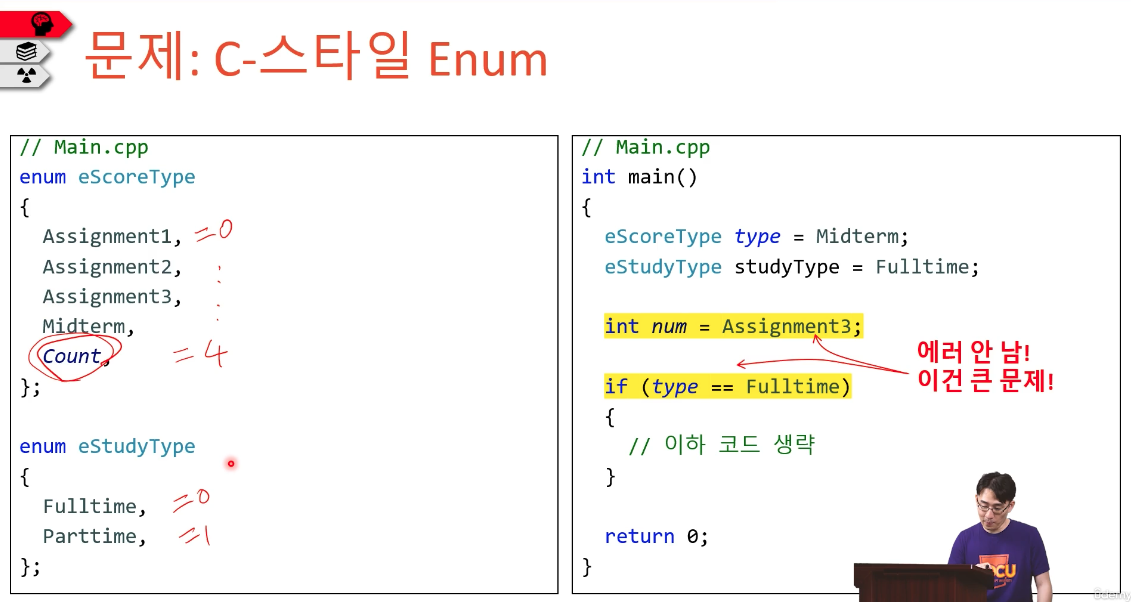 문제: C-스타일 Enum
// Main.cpp
enum eScoreType
{
Assignment1, =0
Assignment2,
Assignment3,
Midterm,
Count, =4
};
enum eStudyType
{
Fulltime, =0
Parttime, =1
};
// Main.cpp
int main()
{
eScoreType type = Midterm;
eStudyType studyType = Fulltime;
int num = Assignment3;
에러 안 남!
이건 큰 문제!
if (type == Fulltime)
{
// 이하 코드 생략
}
return 0;
}
CU
Udemy